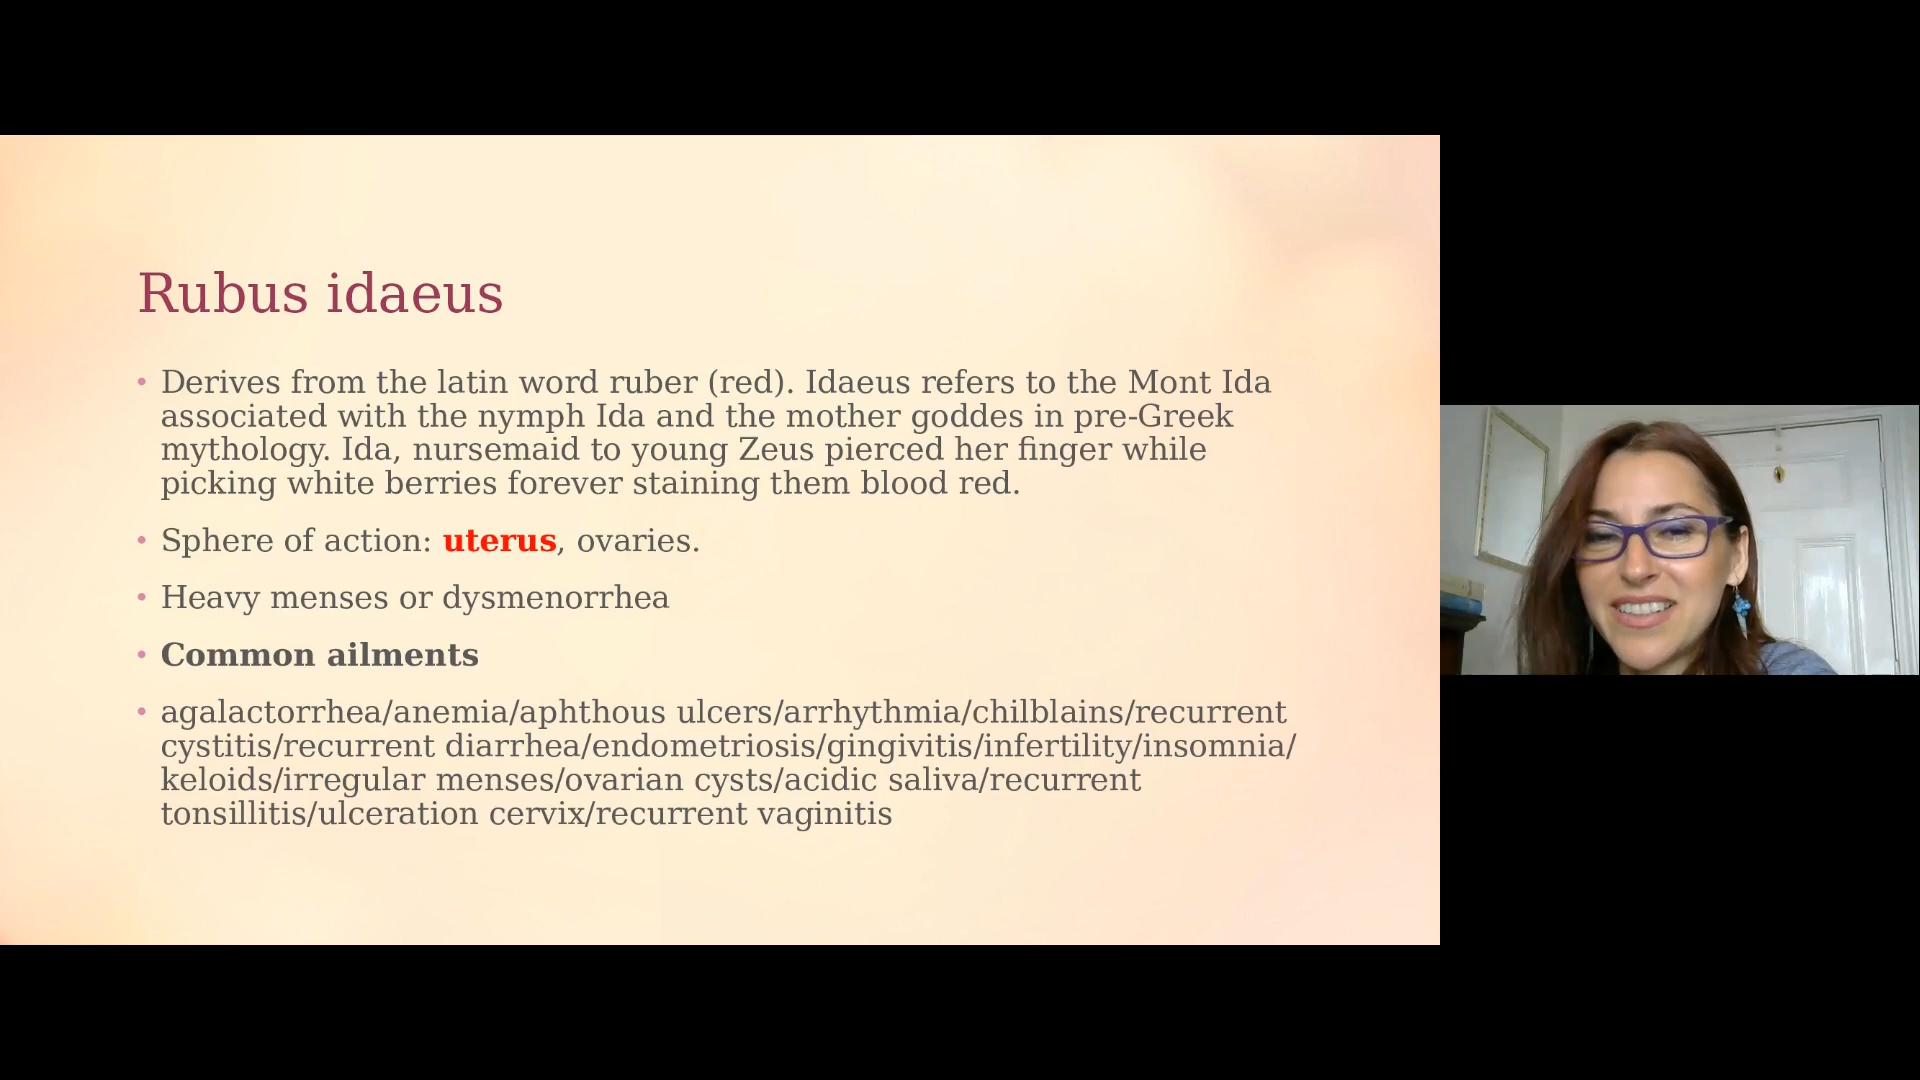 Rubus idaeus
• Derives from the latin word ruber (red). Idaeus refers to the Mont Ida
associated with the nymph Ida and the mother goddes in pre-Greek
mythology. Ida, nursemaid to young Zeus pierced her finger while
picking white berries forever staining them blood red.
• Sphere of action: uterus, ovaries.
• Heavy menses or dysmenorrhea
• Common ailments
• agalactorrhea/anemia/aphthous ulcers/arrhythmia/chilblains/recurrent
cystitis/recurrent diarrhea/endometriosis/gingivitis/infertility/insomnia/
keloids/irregular menses/ovarian cysts/acidic saliva/recurrent
tonsillitis/ulceration cervix/recurrent vaginitis